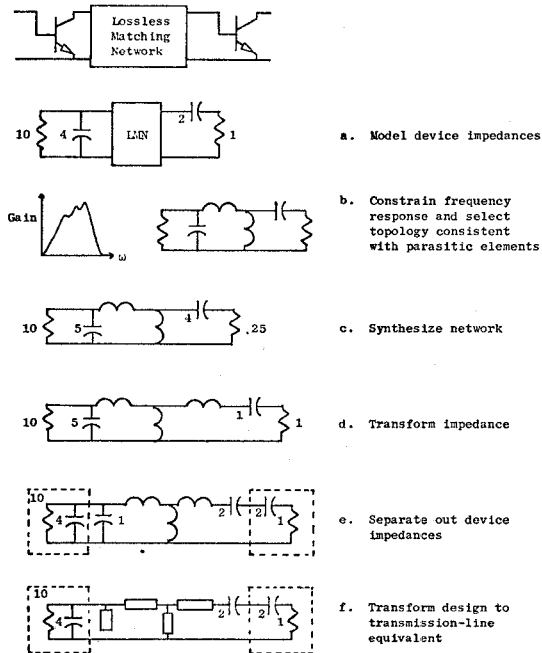 Lossless
Matching
Network
10
4
LMN
2
1
a. Model device impedances
Gain
ω
b. Constrain frequency
response and select
topology consistent
with parasitic elements
10
5
4
.25
c. Synthesize network
10
5
1
1
d. Transform impedance
10
4
1
2
2
1
e. Separate out device
impedances
10
4
2
2
1
f. Transform design to
transmission-line
equivalent